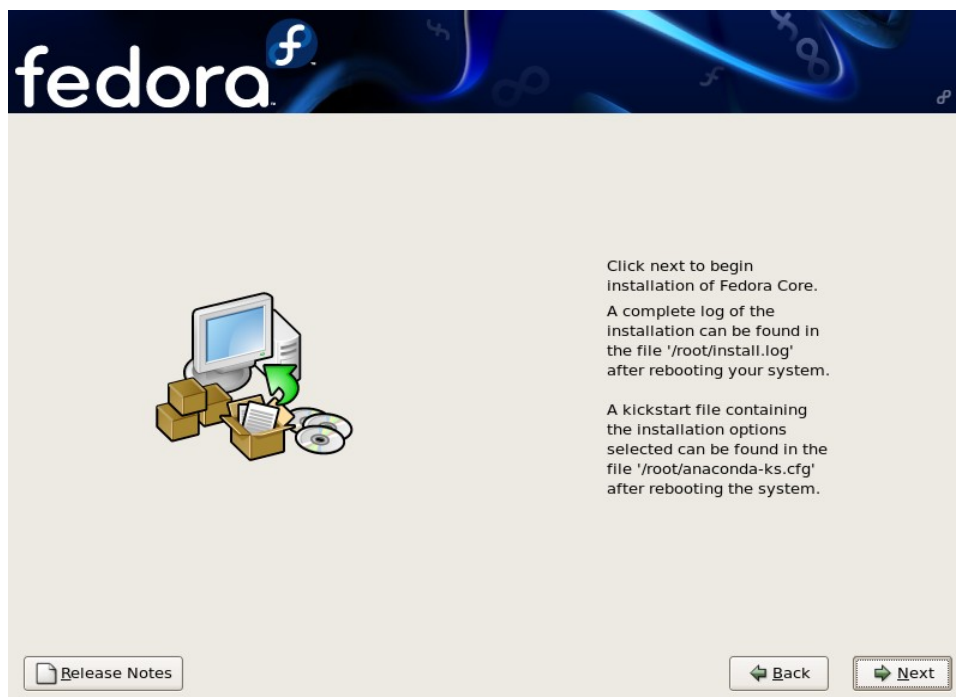 fedora
Click next to begin
installation of Fedora Core.
A complete log of the
installation can be found in
the file '/root/install.log'
after rebooting your system.
A kickstart file containing
the installation options
selected can be found in the
file '/root/anaconda-ks.cfg'
after rebooting the system.
Release Notes
Back
Next